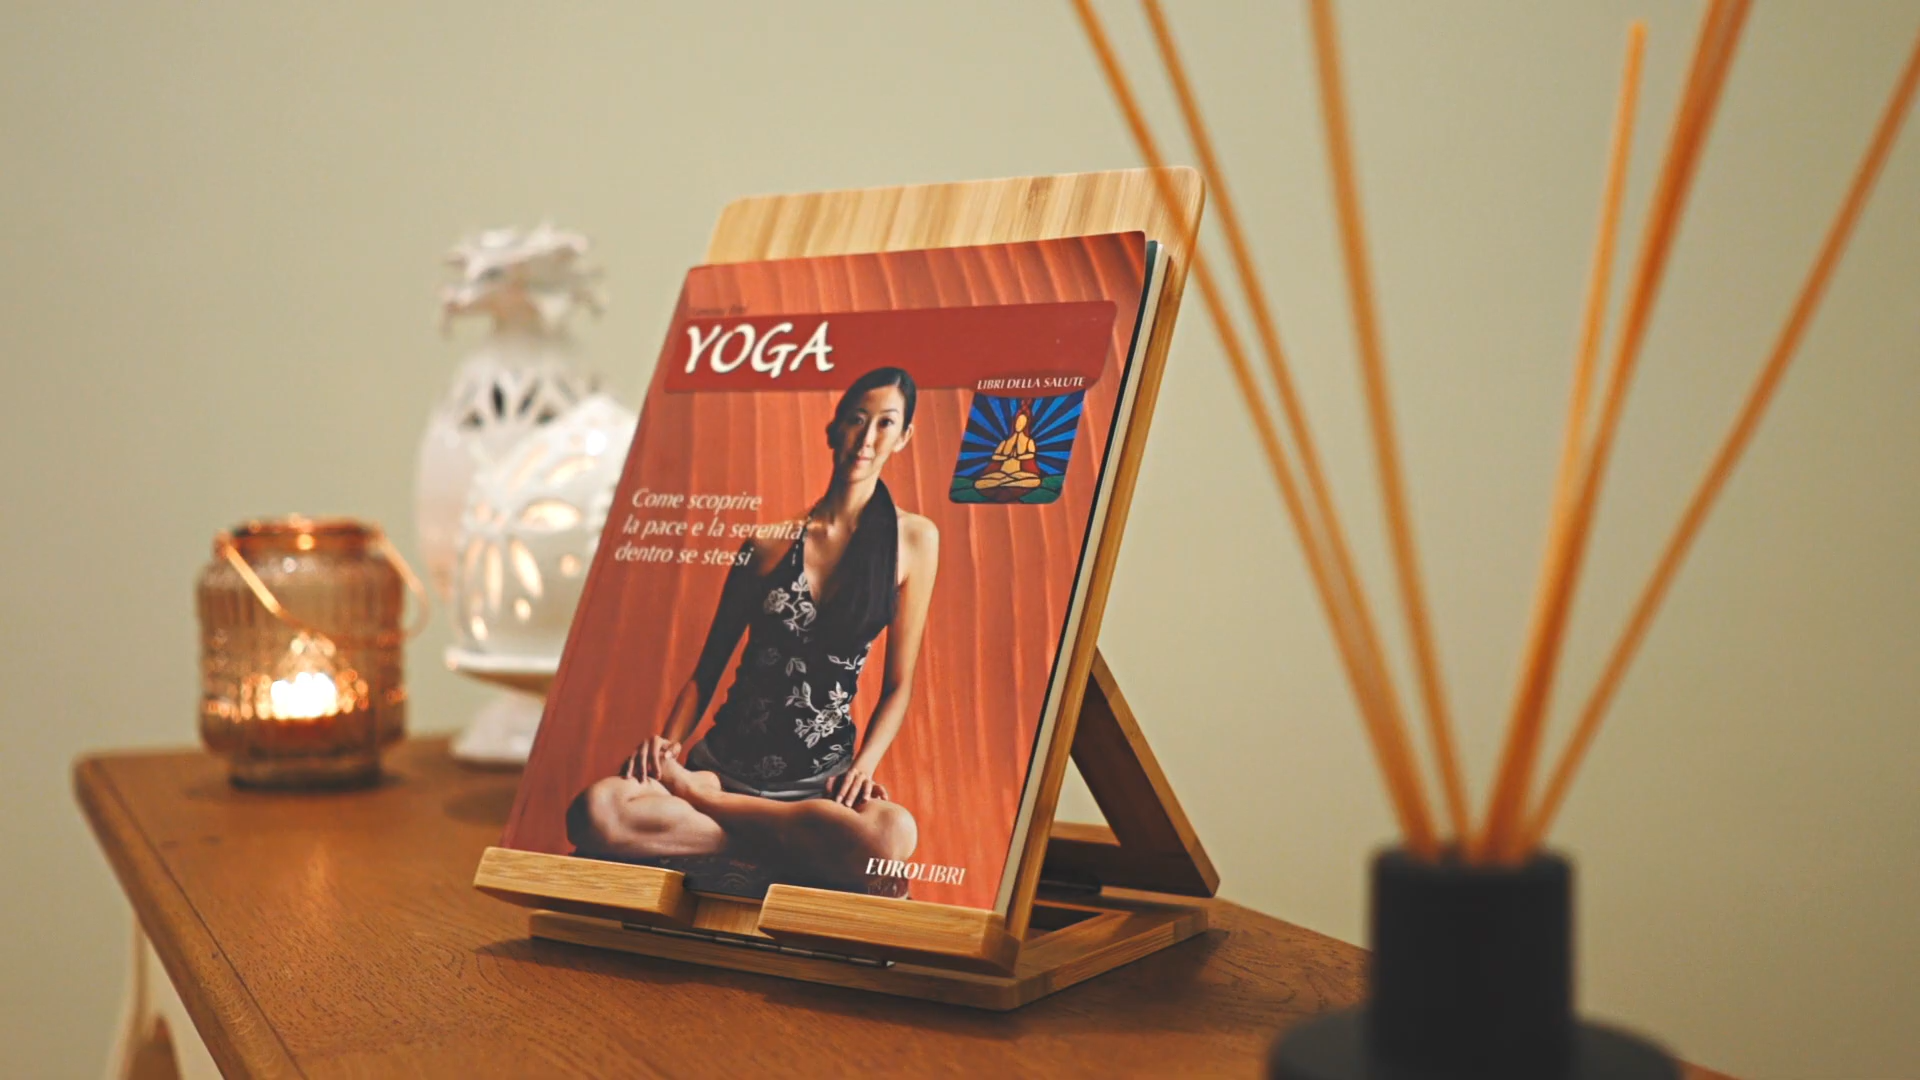 YOGA
LIBRI DELLA SALUTE
Come scoprire
la pace e la serenità
dentro se stessi
EUROLIBRI